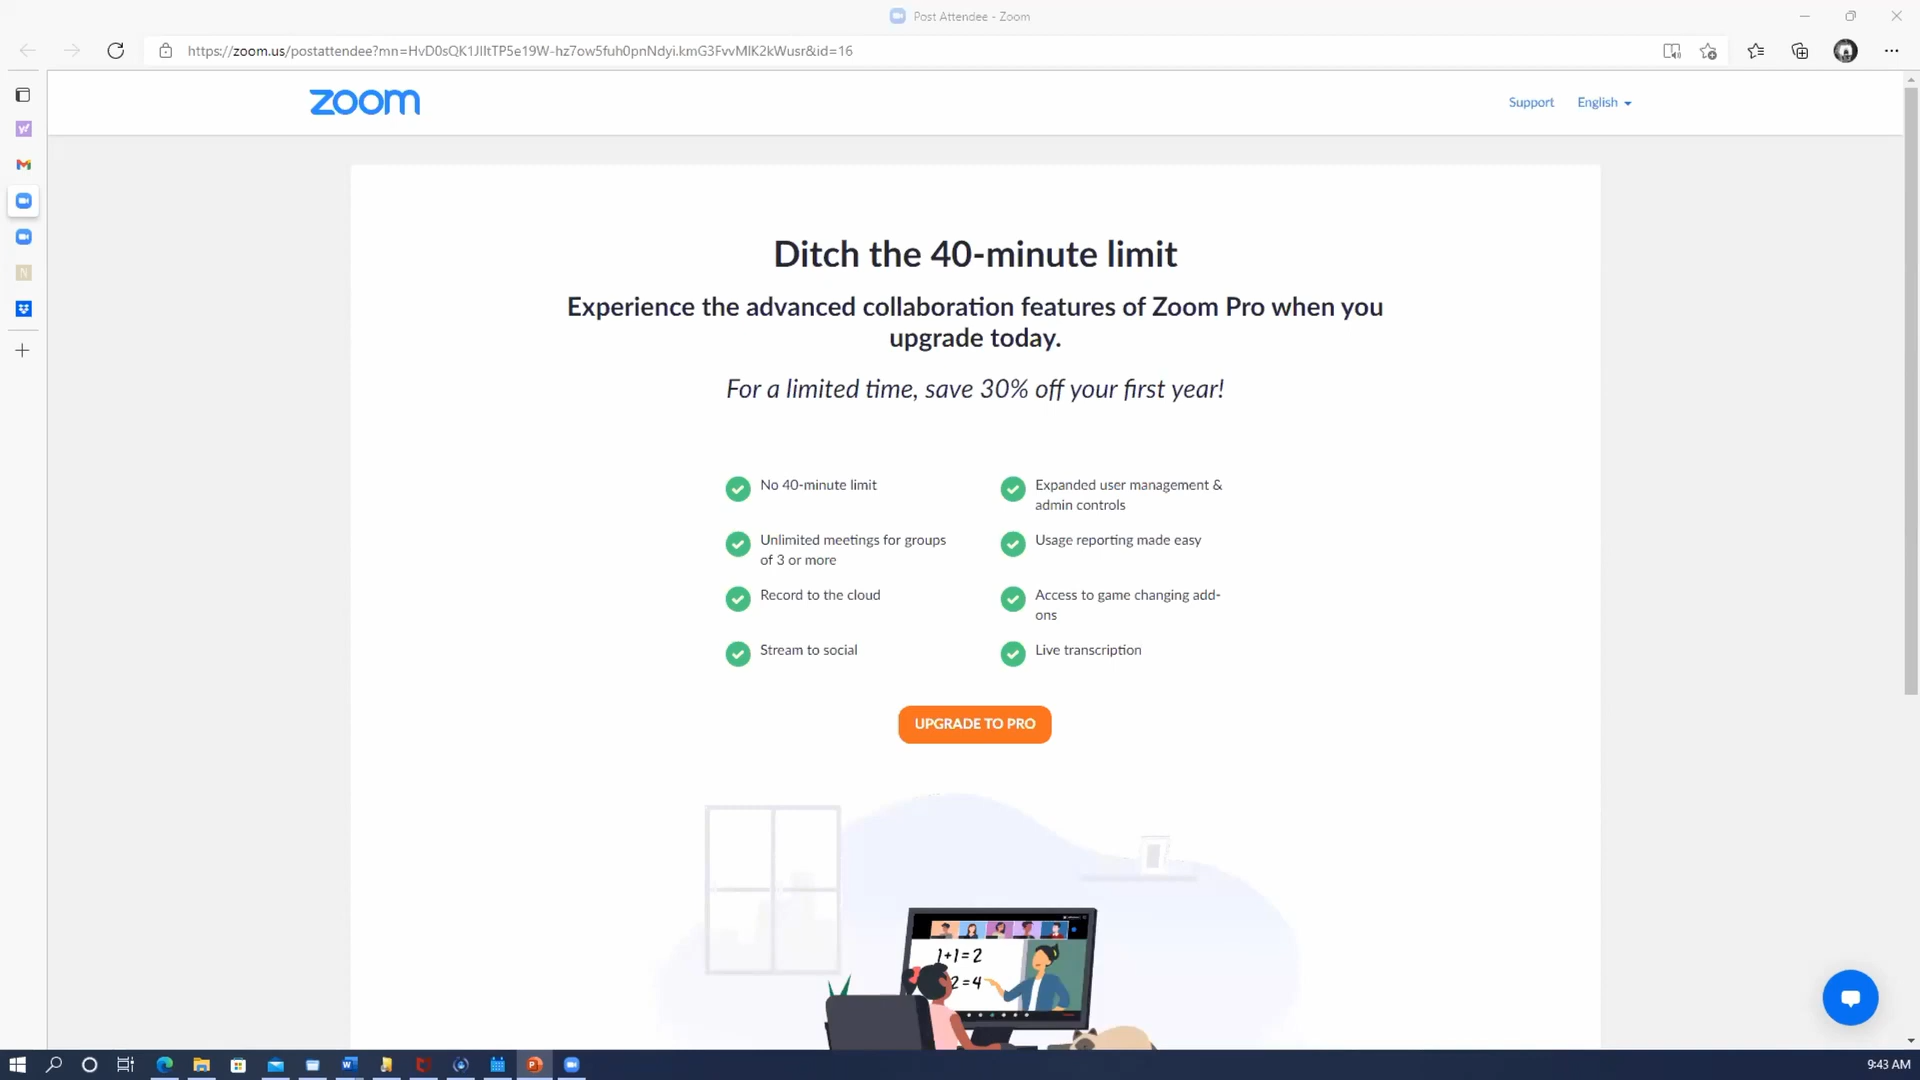 Post Attendee - Zoom
https://zoom.us/postattendee?mn=HvD0sQK1JIltTP5e19W-hz7ow5fuh0pnNdyi.kmG3FvvMlK2kWusr&id=16
zoom
Support
English
Ditch the 40-minute limit
Experience the advanced collaboration features of Zoom Pro when you
upgrade today.
For a limited time, save 30% off your first year!
No 40-minute limit
Expanded user management &
admin controls
Unlimited meetings for groups
of 3 or more
Usage reporting made easy
Record to the cloud
Access to game changing add-
ons
Stream to social
Live transcription
UPGRADE TO PRO
1+1=2
2=4
9:43 AM